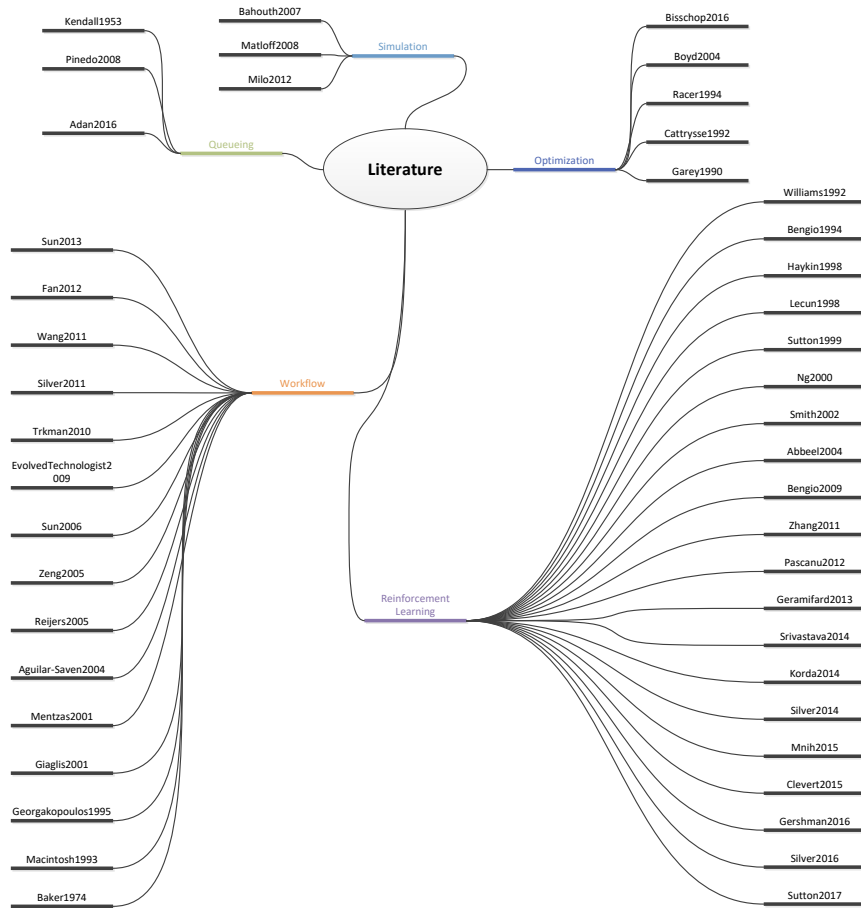 Kendall1953
Pinedo2008
Adan2016
Queueing
Bahouth2007
Matloff2008
Milo2012
Simulation
Literature
Optimization
Bisschop2016
Boyd2004
Racer1994
Cattrysse1992
Garey1990
Sun2013
Fan2012
Wang2011
Silver2011
Trkman2010
EvolvedTechnologist2
009
Sun2006
Zeng2005
Reijers2005
Aguilar-Saven2004
Mentzas2001
Giaglis2001
Georgakopoulos1995
Macintosh1993
Baker1974
Workflow
Reinforcement
Learning
Williams1992
Bengio1994
Haykin1998
Lecun1998
Sutton1999
Ng2000
Smith2002
Abbeel2004
Bengio2009
Zhang2011
Pascanu2012
Geramifard2013
Srivastava2014
Korda2014
Silver2014
Mnih2015
Clevert2015
Gershman2016
Silver2016
Sutton2017